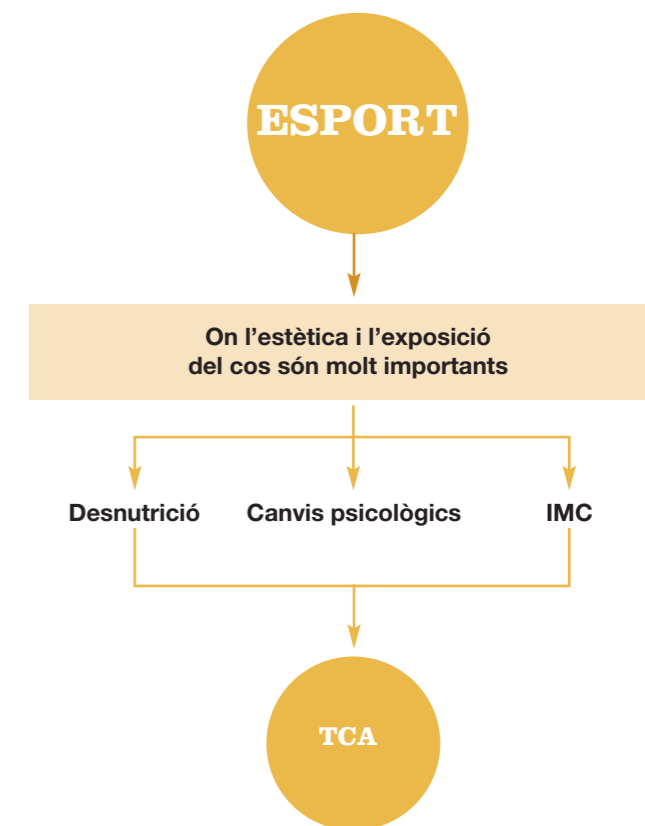 ESPORT
On l’estètica i l’exposició
del cos són molt importants
Desnutrició Canvis psicològics IMC
TCA